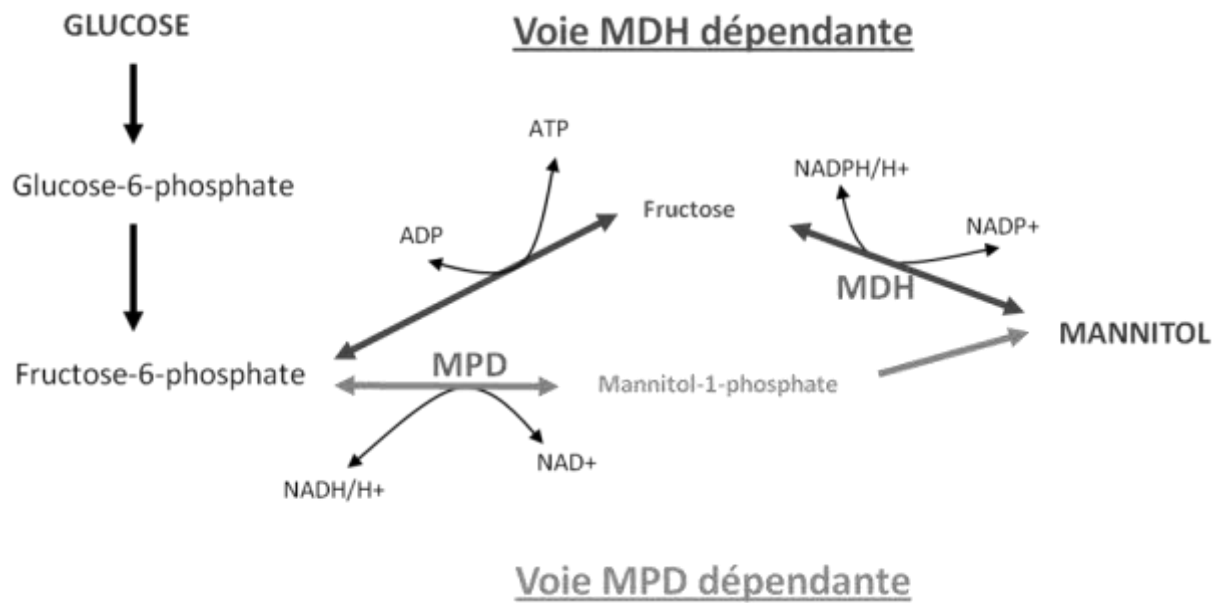 GLUCOSE
Voie MDH dépendante
ATP
Glucose-6-phosphate
NADPH/H+
Fructose
ADP
NADP+
MDH
MANNITOL
Fructose-6-phosphate
MPD
Mannitol-1-phosphate
NAD+
NADH/H+
Voie MPD dépendante